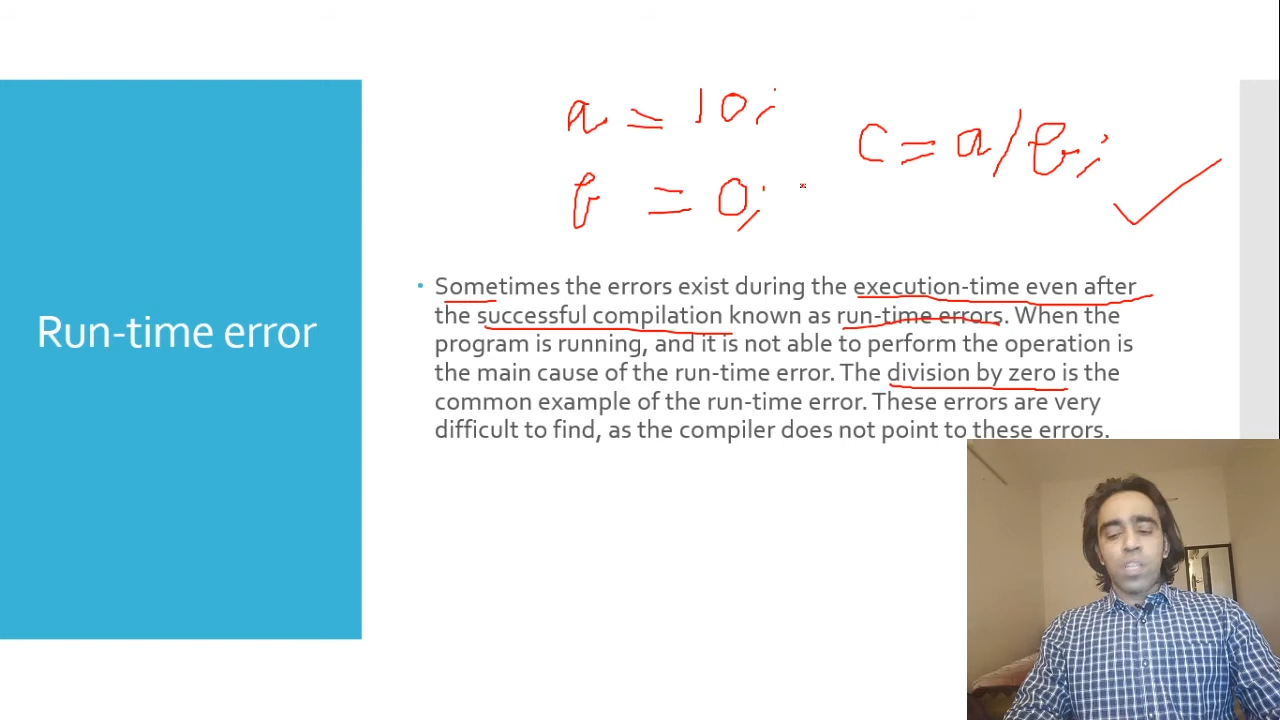 a = 10;
c = a/b;
b = 0;
Run-time error
• Sometimes the errors exist during the execution-time even after
the successful compilation known as run-time errors. When the
program is running, and it is not able to perform the operation is
the main cause of the run-time error. The division by zero is the
common example of the run-time error. These errors are very
difficult to find, as the compiler does not point to these errors.